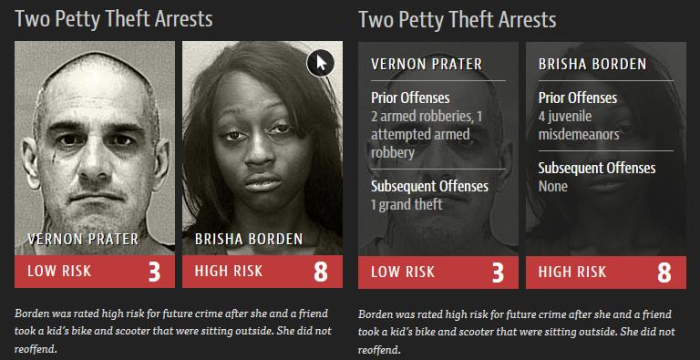 Two Petty Theft Arrests
VERNON PRATER
BRISHA BORDEN
LOW RISK 3
HIGH RISK 8
Borden was rated high risk for future crime after she and a friend
took a kid's bike and scooter that were sitting outside. She did not
reoffend.
Two Petty Theft Arrests
VERNON PRATER
Prior Offenses
2 armed robberies, 1
attempted armed
robbery
Subsequent Offenses
1 grand theft
LOW RISK 3
BRISHA BORDEN
Prior Offenses
4 juvenile
misdemeanors
Subsequent Offenses
None
HIGH RISK 8
Borden was rated high risk for future crime after she and a friend
took a kid's bike and scooter that were sitting outside. She did not
reoffend.